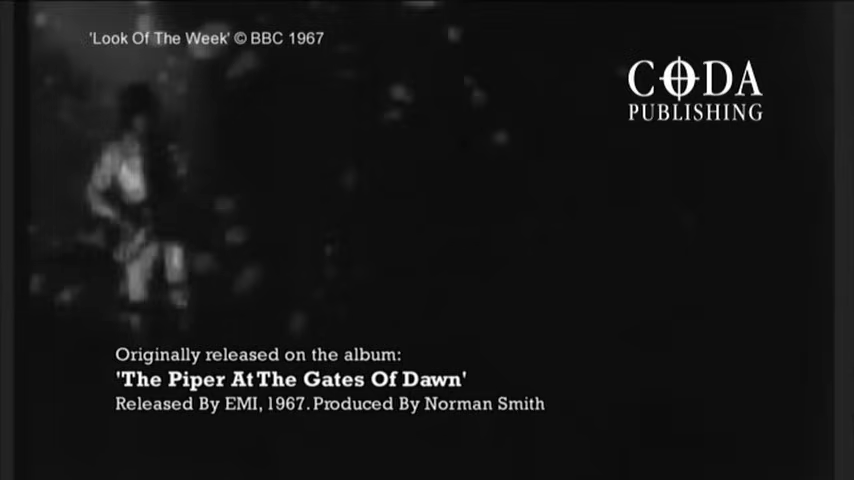 'Look Of The Week' © BBC 1967
CODA
PUBLISHING
Originally released on the album:
'The Piper At The Gates Of Dawn'
Released By EMI, 1967. Produced By Norman Smith